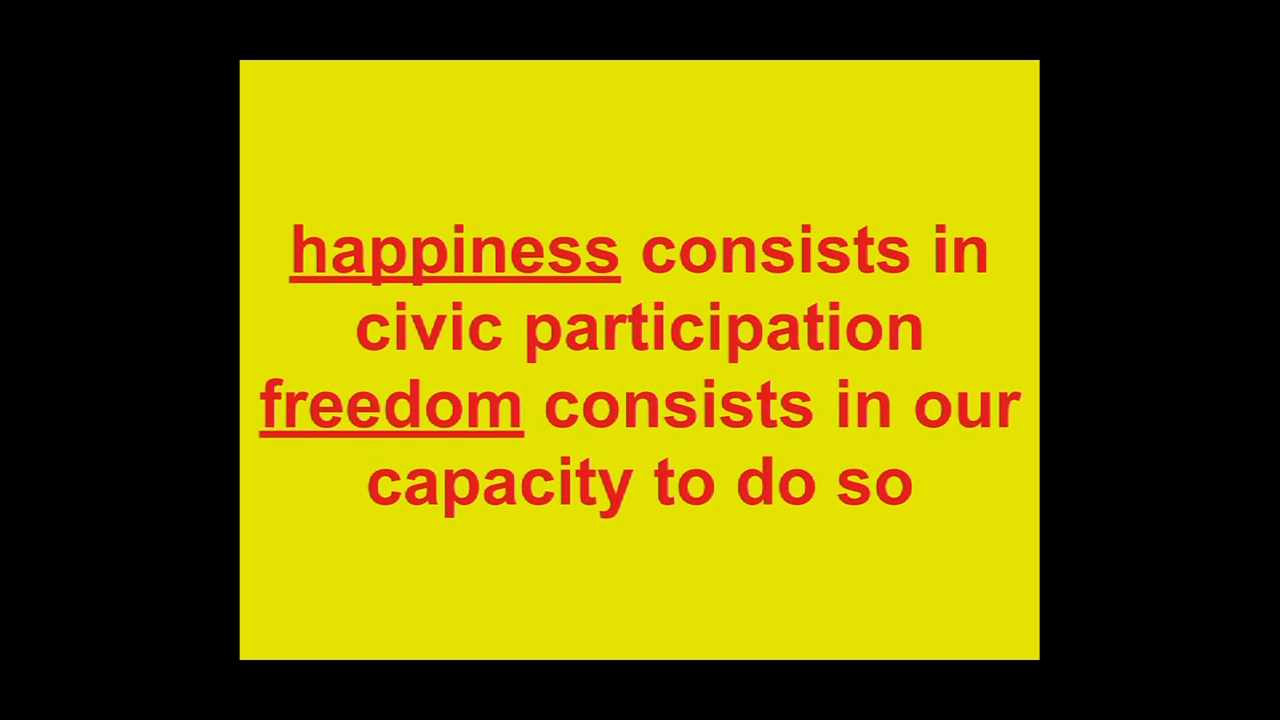 happiness consists in
civic participation
freedom consists in our
capacity to do so